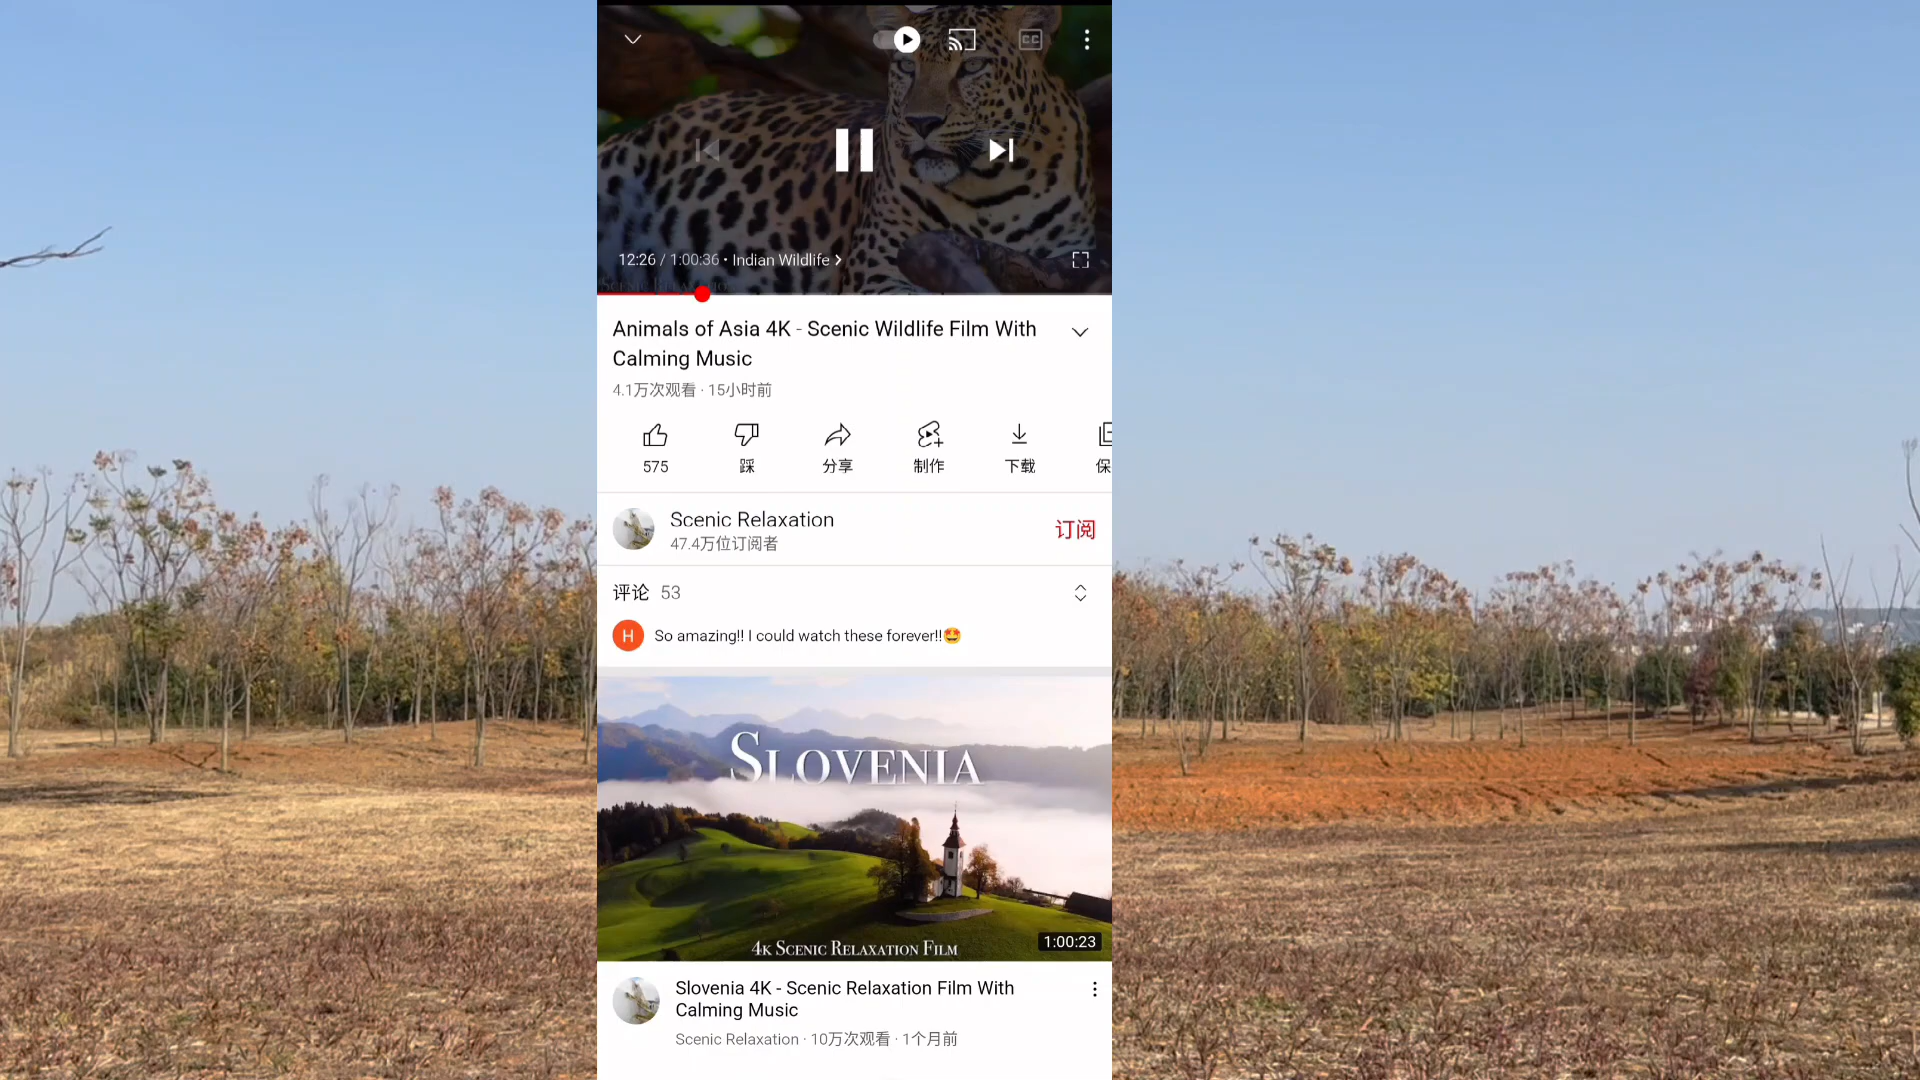 CC
12:26 / 1:00:36 • Indian Wildlife
Scenic Relaxation
Animals of Asia 4K - Scenic Wildlife Film With
Calming Music
4.1万次观看 · 15小时前
575
踩
分享
制作
下载
保
Scenic Relaxation
47.4万位订阅者
订阅
评论 53
H
So amazing!! I could watch these forever!!🤩
Slovenia
4K Scenic Relaxation Film
1:00:23
Slovenia 4K - Scenic Relaxation Film With
Calming Music
Scenic Relaxation · 10万次观看 · 1个月前